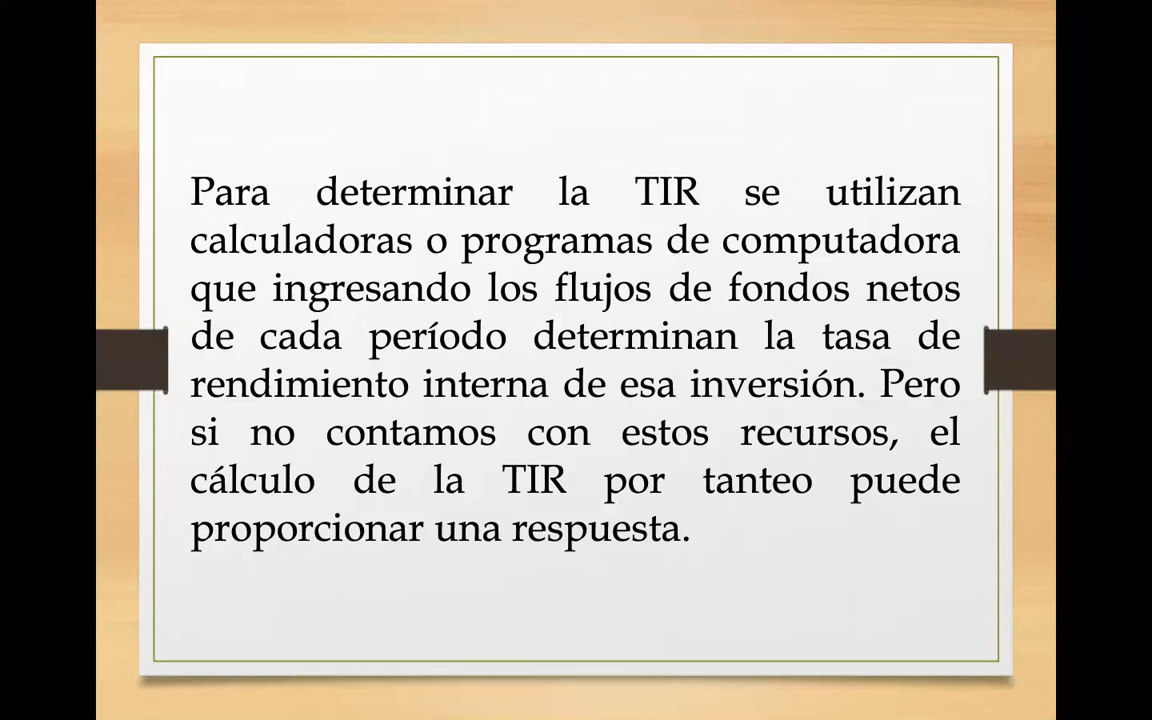 Para determinar la TIR se utilizan
calculadoras o programas de computadora
que ingresando los flujos de fondos netos
de cada período determinan la tasa de
rendimiento interna de esa inversión. Pero
si no contamos con estos recursos, el
cálculo de la TIR por tanteo puede
proporcionar una respuesta.